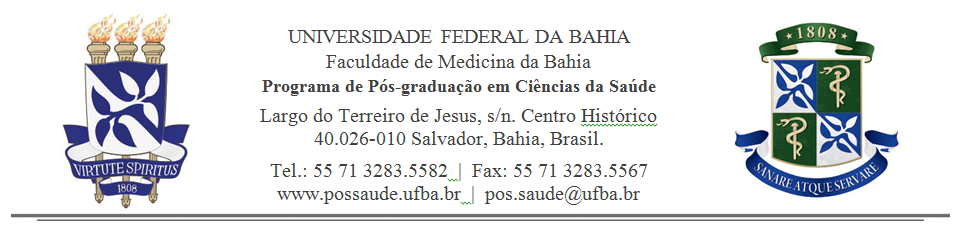 UNIVERSIDADE FEDERAL DA BAHIA
Faculdade de Medicina da Bahia
Programa de Pós-graduação em Ciências da Saúde
Largo do Terreiro de Jesus, s/n. Centro Histórico
40.026-010 Salvador, Bahia, Brasil.
Tel.: 55 71 3283.5582 | Fax: 55 71 3283.5567
www.possaude.ufba.br | pos.saude@ufba.br
VIRTUTE SPIRITUS
1808
1808
SANARE ATQUE SERVARE